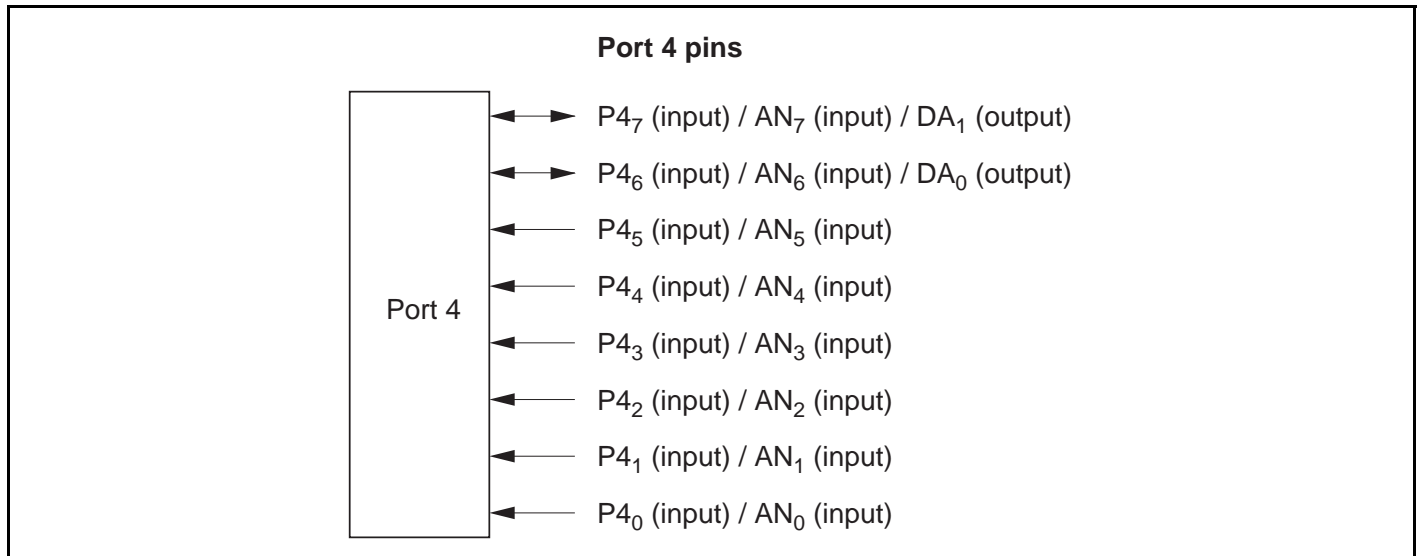 Port 4 pins
P4₇ (input) / AN₇ (input) / DA₁ (output)
P4₆ (input) / AN₆ (input) / DA₀ (output)
P4₅ (input) / AN₅ (input)
P4₄ (input) / AN₄ (input)
Port 4
P4₃ (input) / AN₃ (input)
P4₂ (input) / AN₂ (input)
P4₁ (input) / AN₁ (input)
P4₀ (input) / AN₀ (input)